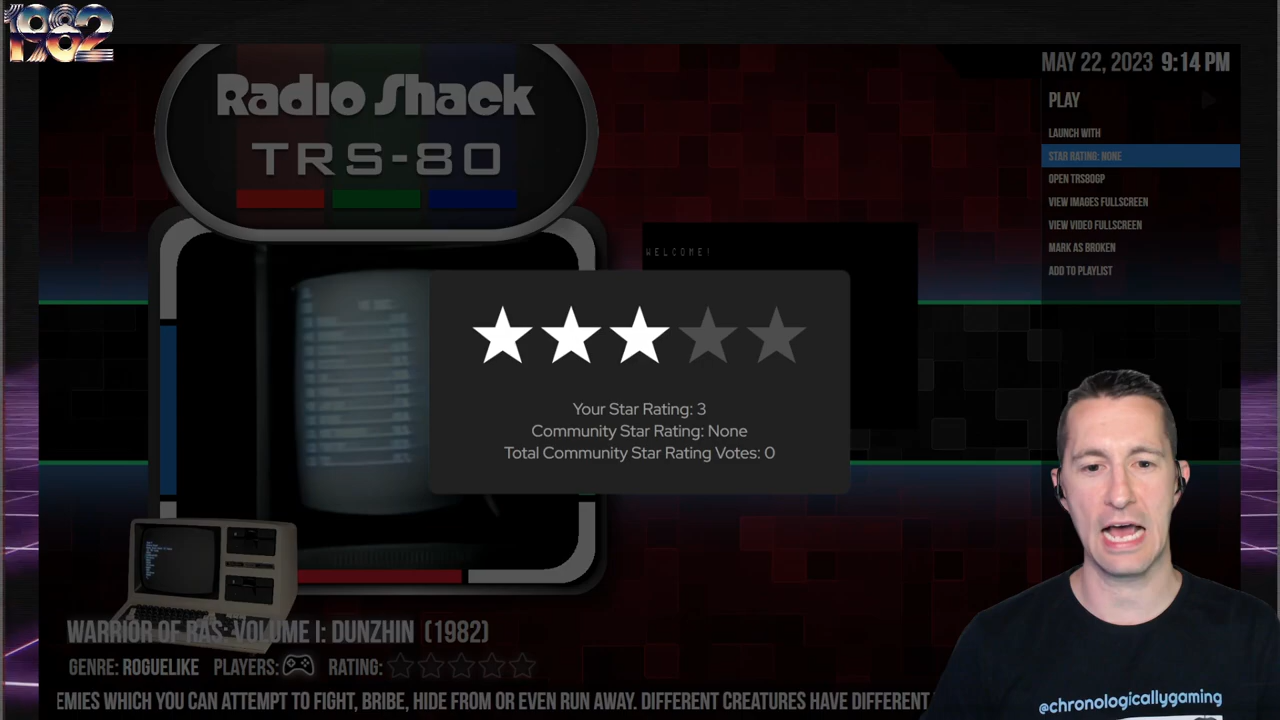 1982
MAY 22, 2023 9:14 PM
Radio Shack
TRS-80
PLAY
LAUNCH WITH
STAR RATING: NONE
OPEN TRS80GP
VIEW IMAGES FULLSCREEN
VIEW VIDEO FULLSCREEN
MARK AS BROKEN
ADD TO PLAYLIST
WELCOME!
Your Star Rating: 3
Community Star Rating: None
Total Community Star Rating Votes: 0
WARRIOR OF RAS: VOLUME I: DUNZHIN (1982)
GENRE: ROGUELIKE PLAYERS: RATING:
EMIES WHICH YOU CAN ATTEMPT TO FIGHT, BRIBE, HIDE FROM OR EVEN RUN AWAY. DIFFERENT CREATURES HAVE DIFFERENT
@chronologicallygaming